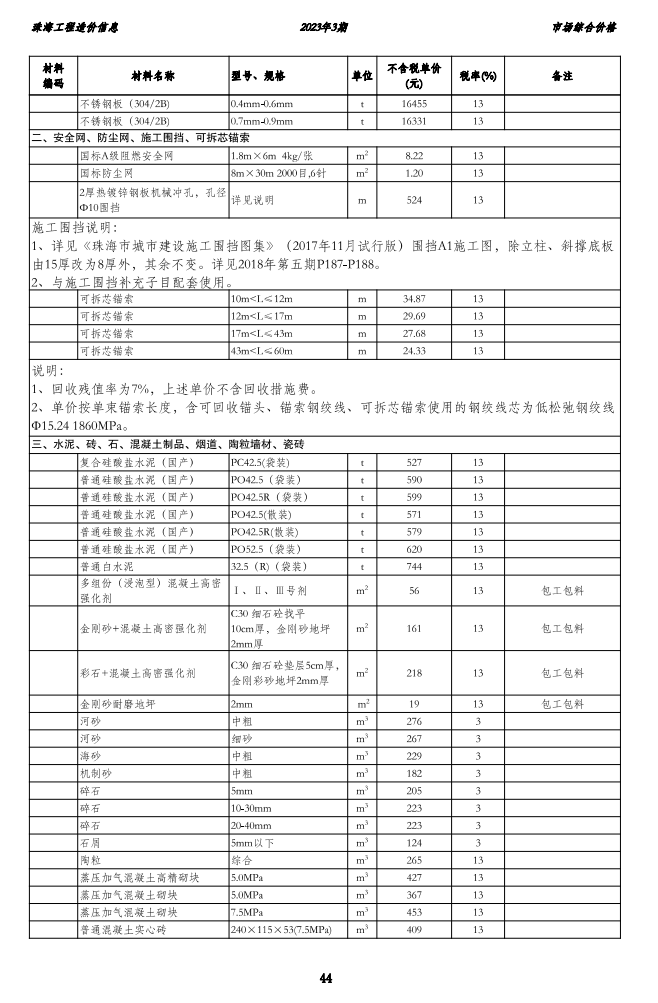 珠海工程造价信息 2023年3期 市场综合价格
材料编码 材料名称 型号、规格 单位 不含税单价(元) 税率(%) 备注
不锈钢板（304/2B) 0.4mm-0.6mm t 16455 13
不锈钢板（304/2B) 0.7mm-0.9mm t 16331 13
二、安全网、防尘网、施工围挡、可拆芯锚索
国标A级阻燃安全网 1.8m×6m 4kg/张 m² 8.22 13
国标防尘网 8m×30m 2000目,6针 m² 1.20 13
2厚热镀锌钢板机械冲孔，孔径Φ10围挡 详见说明 m 524 13
施工围挡说明：
1、详见《珠海市城市建设施工围挡图集》（2017年11月试行版）围挡A1施工图，除立柱、斜撑底板
由15厚改为8厚外，其余不变。详见2018年第五期P187-P188。
2、与施工围挡补充子目配套使用。
可拆芯锚索 10m<L≤12m m 34.87 13
可拆芯锚索 12m<L≤17m m 29.69 13
可拆芯锚索 17m<L≤43m m 27.68 13
可拆芯锚索 43m<L≤60m m 24.33 13
说明：
1、回收残值率为7%，上述单价不含回收措施费。
2、单价按单束锚索长度，含可回收锚头、锚索钢绞线、可拆芯锚索使用的钢绞线芯为低松弛钢绞线
Φ15.24 1860MPa。
三、水泥、砖、石、混凝土制品、烟道、陶粒墙材、瓷砖
复合硅酸盐水泥（国产） PC42.5(袋装) t 527 13
普通硅酸盐水泥（国产） PO42.5（袋装） t 590 13
普通硅酸盐水泥（国产） PO42.5R（袋装） t 599 13
普通硅酸盐水泥（国产） PO42.5(散装) t 571 13
普通硅酸盐水泥（国产） PO42.5R(散装) t 579 13
普通硅酸盐水泥（国产） PO52.5（袋装） t 620 13
普通白水泥 32.5（R)（袋装） t 744 13
多组份（浸泡型）混凝土高密强化剂 Ⅰ、Ⅱ、Ⅲ号剂 m² 56 13 包工包料
金刚砂+混凝土高密强化剂 C30 细石砼找平10cm厚，金刚砂地坪2mm厚 m² 161 13 包工包料
彩石+混凝土高密强化剂 C30 细石砼垫层5cm厚，金刚彩砂地坪2mm厚 m² 218 13 包工包料
金刚砂耐磨地坪 2mm m² 19 13 包工包料
河砂 中粗 m³ 276 3
河砂 细砂 m³ 267 3
海砂 中粗 m³ 229 3
机制砂 中粗 m³ 182 3
碎石 5mm m³ 205 3
碎石 10-30mm m³ 223 3
碎石 20-40mm m³ 223 3
石屑 5mm以下 m³ 124 3
陶粒 综合 m³ 265 13
蒸压加气混凝土高精砌块 5.0MPa m³ 427 13
蒸压加气混凝土砌块 5.0MPa m³ 367 13
蒸压加气混凝土砌块 7.5MPa m³ 453 13
普通混凝土实心砖 240×115×53(7.5MPa) m³ 409 13
44